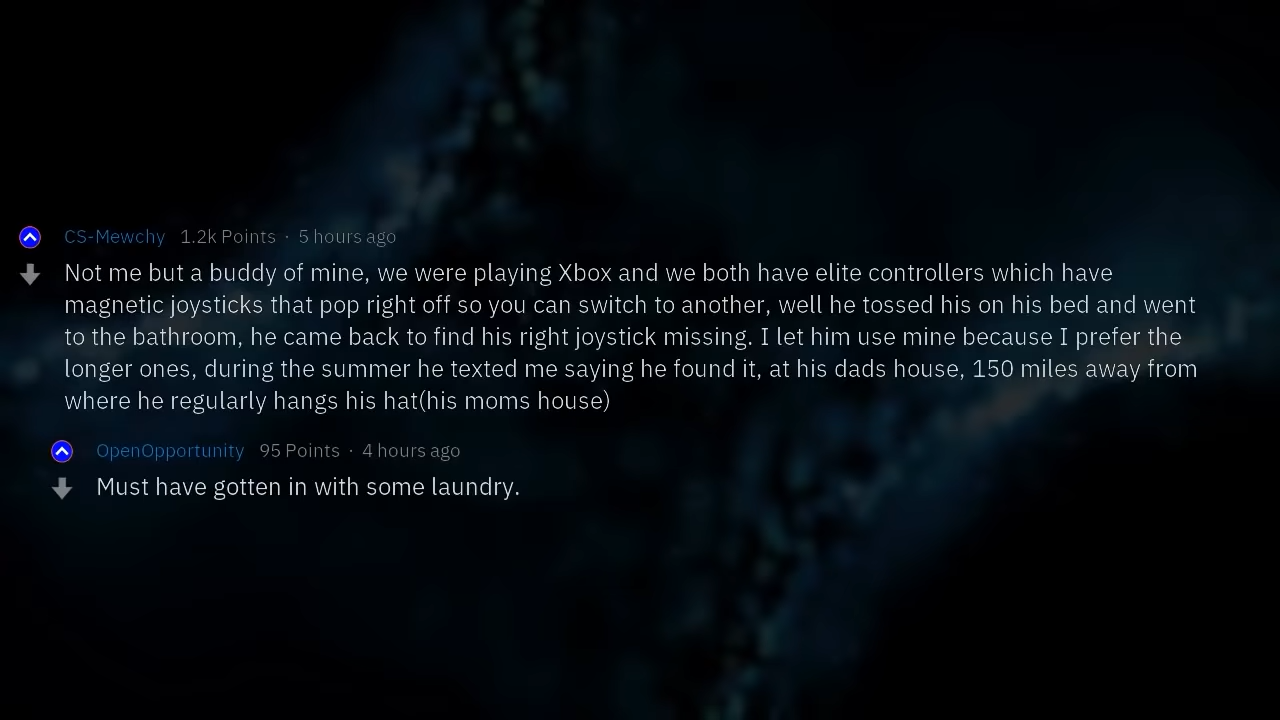 CS-Mewchy 1.2k Points · 5 hours ago
Not me but a buddy of mine, we were playing Xbox and we both have elite controllers which have
magnetic joysticks that pop right off so you can switch to another, well he tossed his on his bed and went
to the bathroom, he came back to find his right joystick missing. I let him use mine because I prefer the
longer ones, during the summer he texted me saying he found it, at his dads house, 150 miles away from
where he regularly hangs his hat(his moms house)
OpenOpportunity 95 Points · 4 hours ago
Must have gotten in with some laundry.